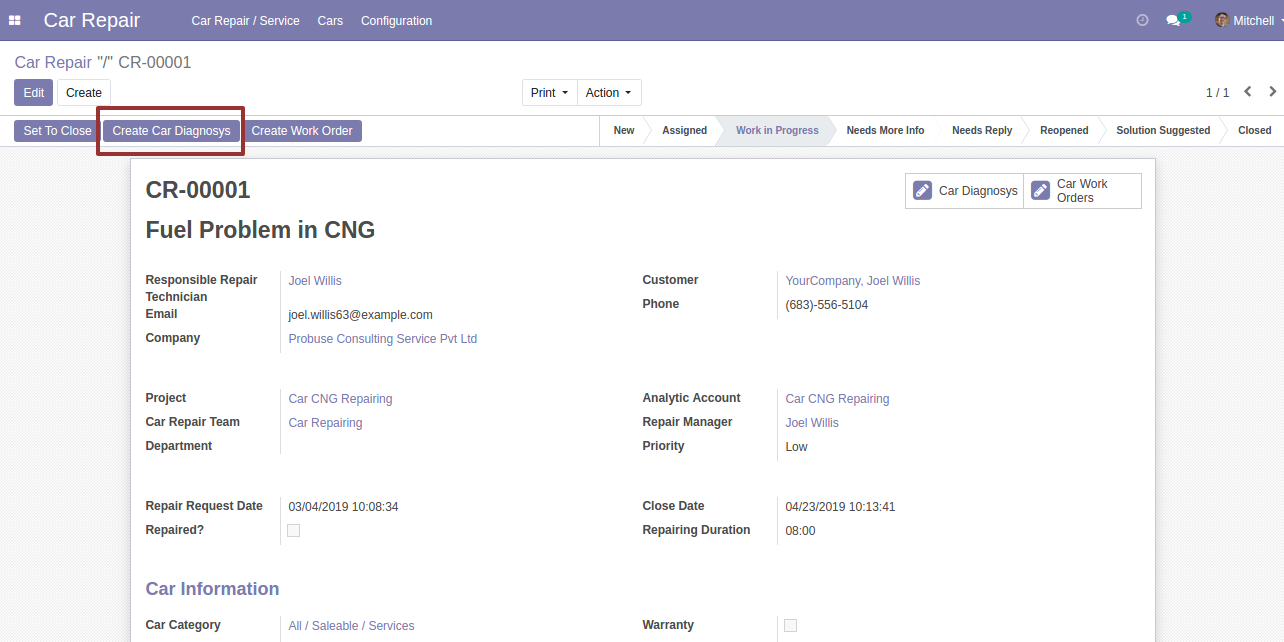 Car Repair Car Repair / Service Cars Configuration 1 Mitchell
Car Repair "/" CR-00001
Edit Create Print Action 1 / 1
Set To Close Create Car Diagnosys Create Work Order New Assigned Work in Progress Needs More Info Needs Reply Reopened Solution Suggested Closed
CR-00001
Car Diagnosys
Car Work
Orders
Fuel Problem in CNG
Responsible Repair Joel Willis Customer YourCompany, Joel Willis
Technician
Phone (683)-556-5104
Email joel.willis63@example.com
Company Probuse Consulting Service Pvt Ltd
Project Car CNG Repairing Analytic Account Car CNG Repairing
Car Repair Team Car Repairing Repair Manager Joel Willis
Department Priority Low
Repair Request Date 03/04/2019 10:08:34 Close Date 04/23/2019 10:13:41
Repaired? Repairing Duration 08:00
Car Information
Car Category All / Saleable / Services Warranty